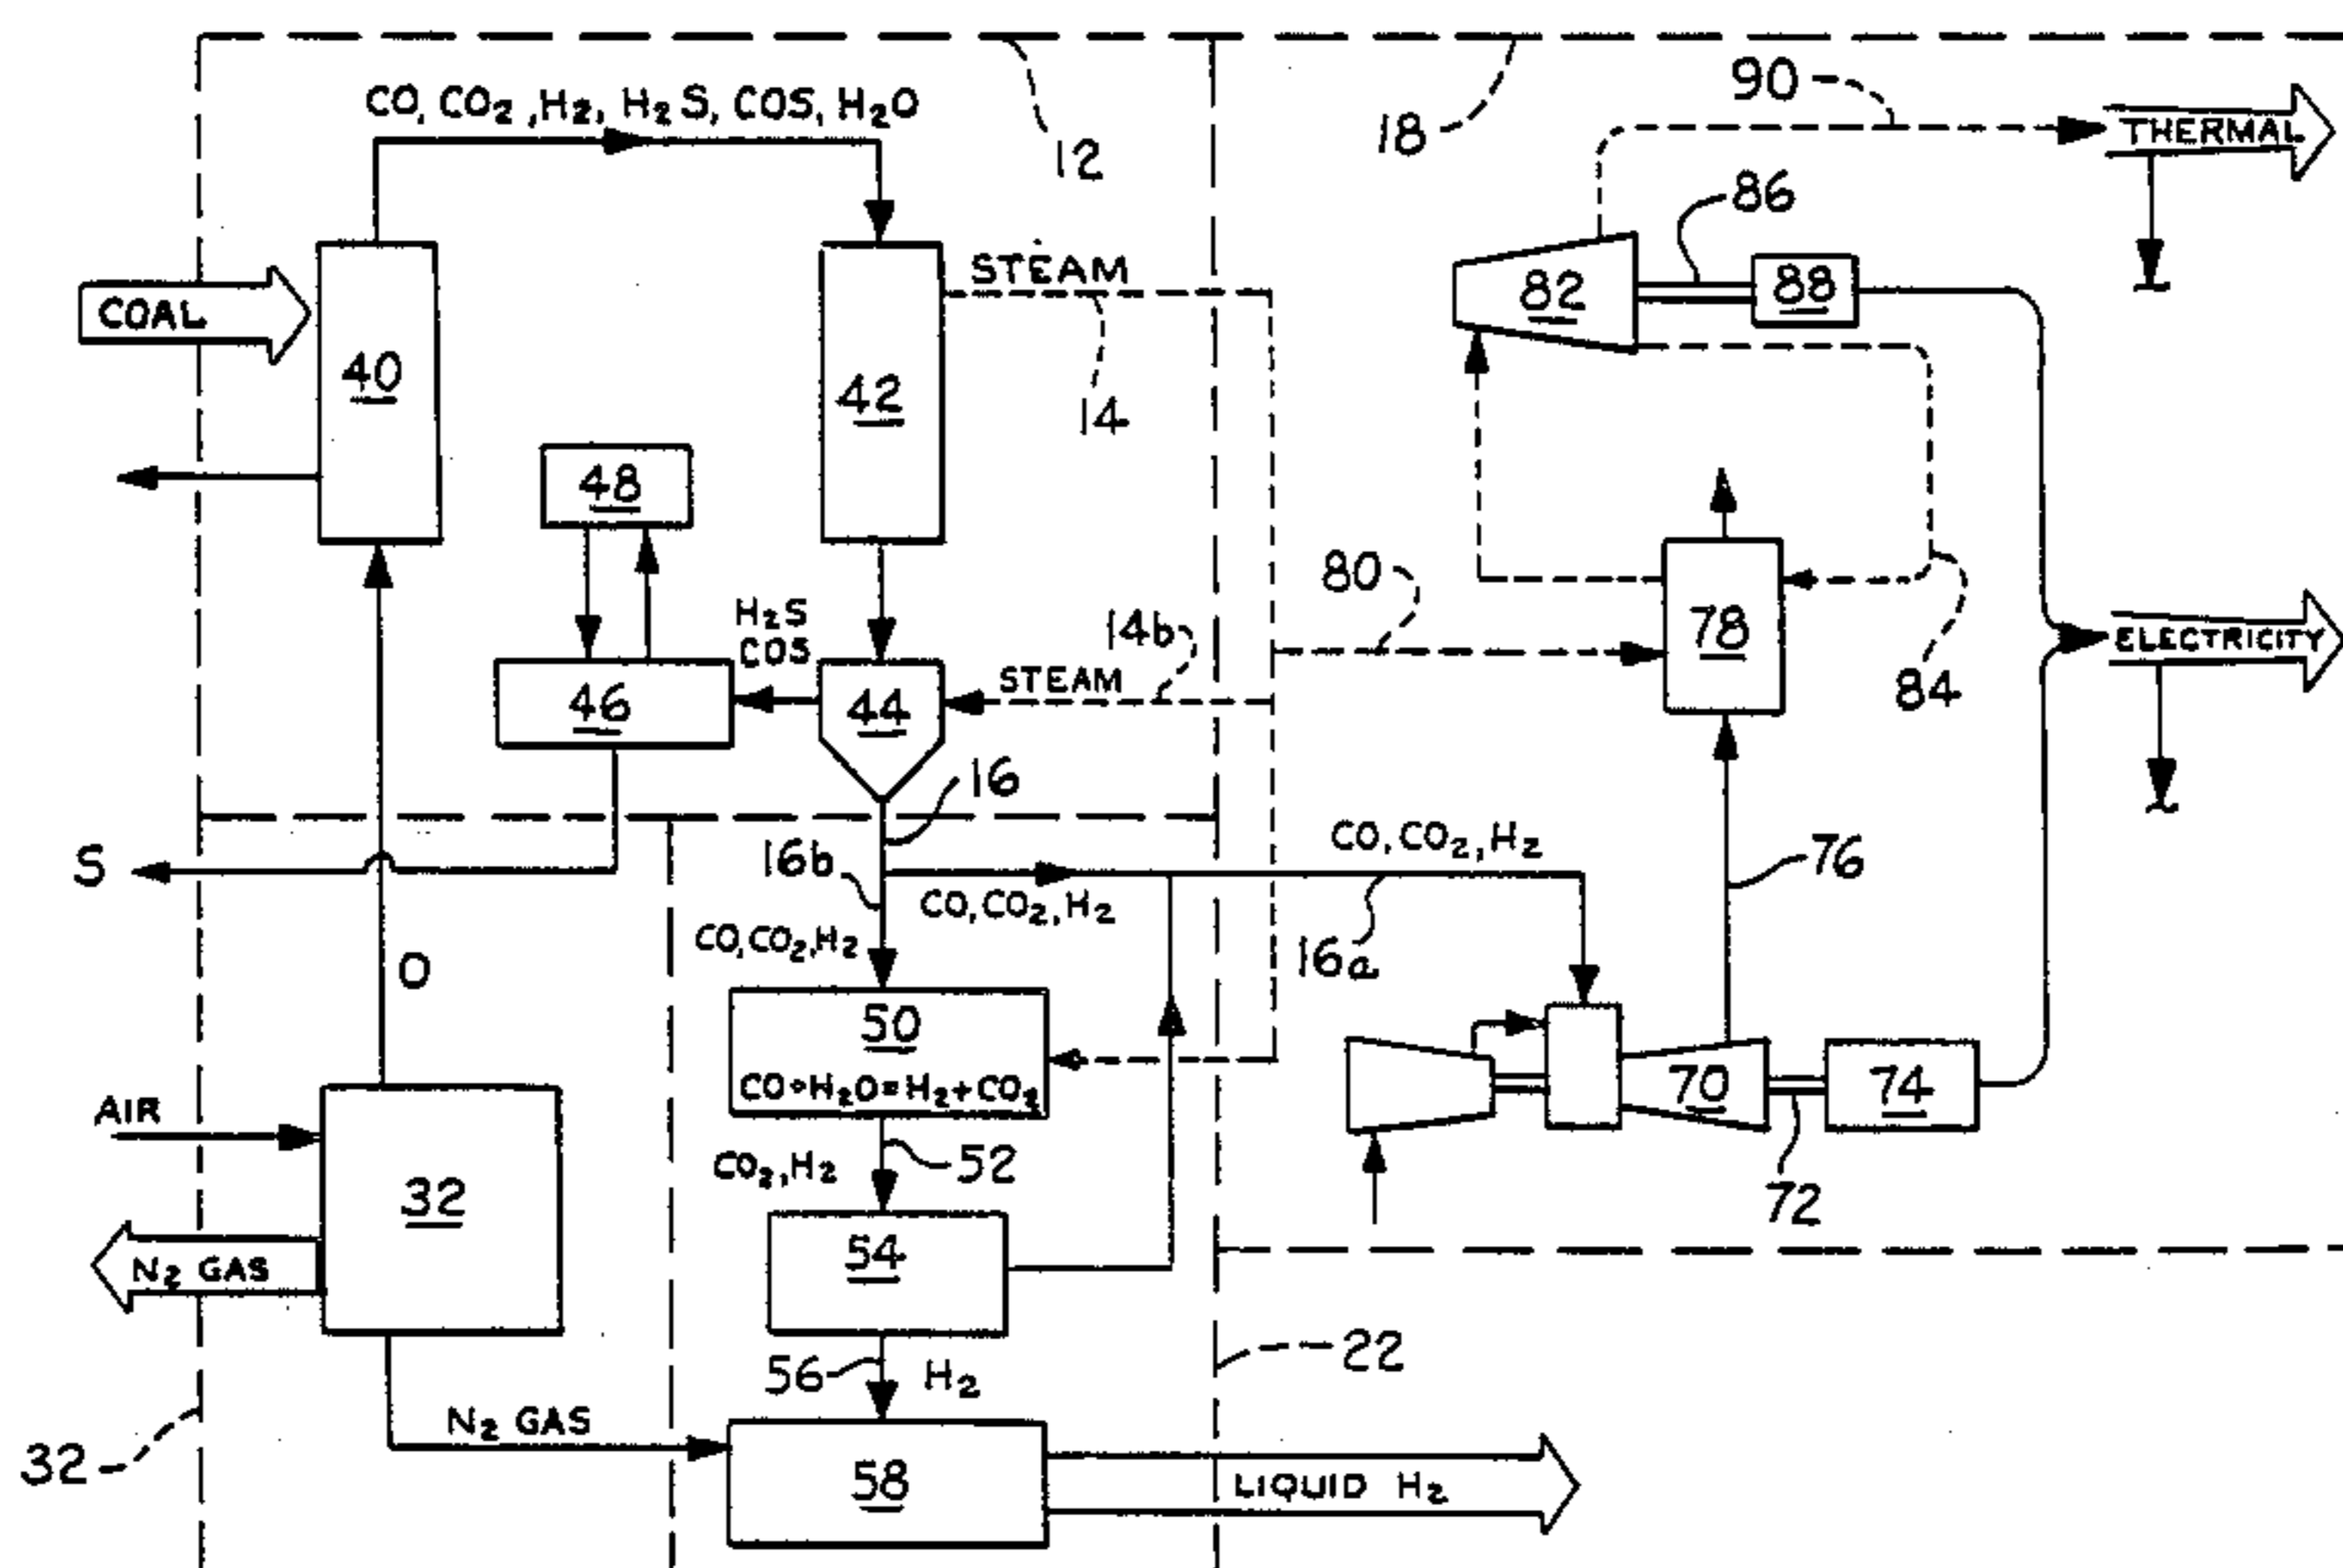 CO, CO2, H2, H2S, COS, H2O
12
18
90
THERMAL
86
82
88
STEAM
COAL
40
42
14
48
80
H2S
COS
14b
STEAM
78
ELECTRICITY
84
46
44
16
S
16b
CO, CO2, H2
76
CO, CO2, H2
CO, CO2, H2
16a
O
50
CO+H2O=H2+CO2
70
74
AIR
CO2, H2
52
72
32
54
N2 GAS
22
56
H2
N2 GAS
32
58
LIQUID H2